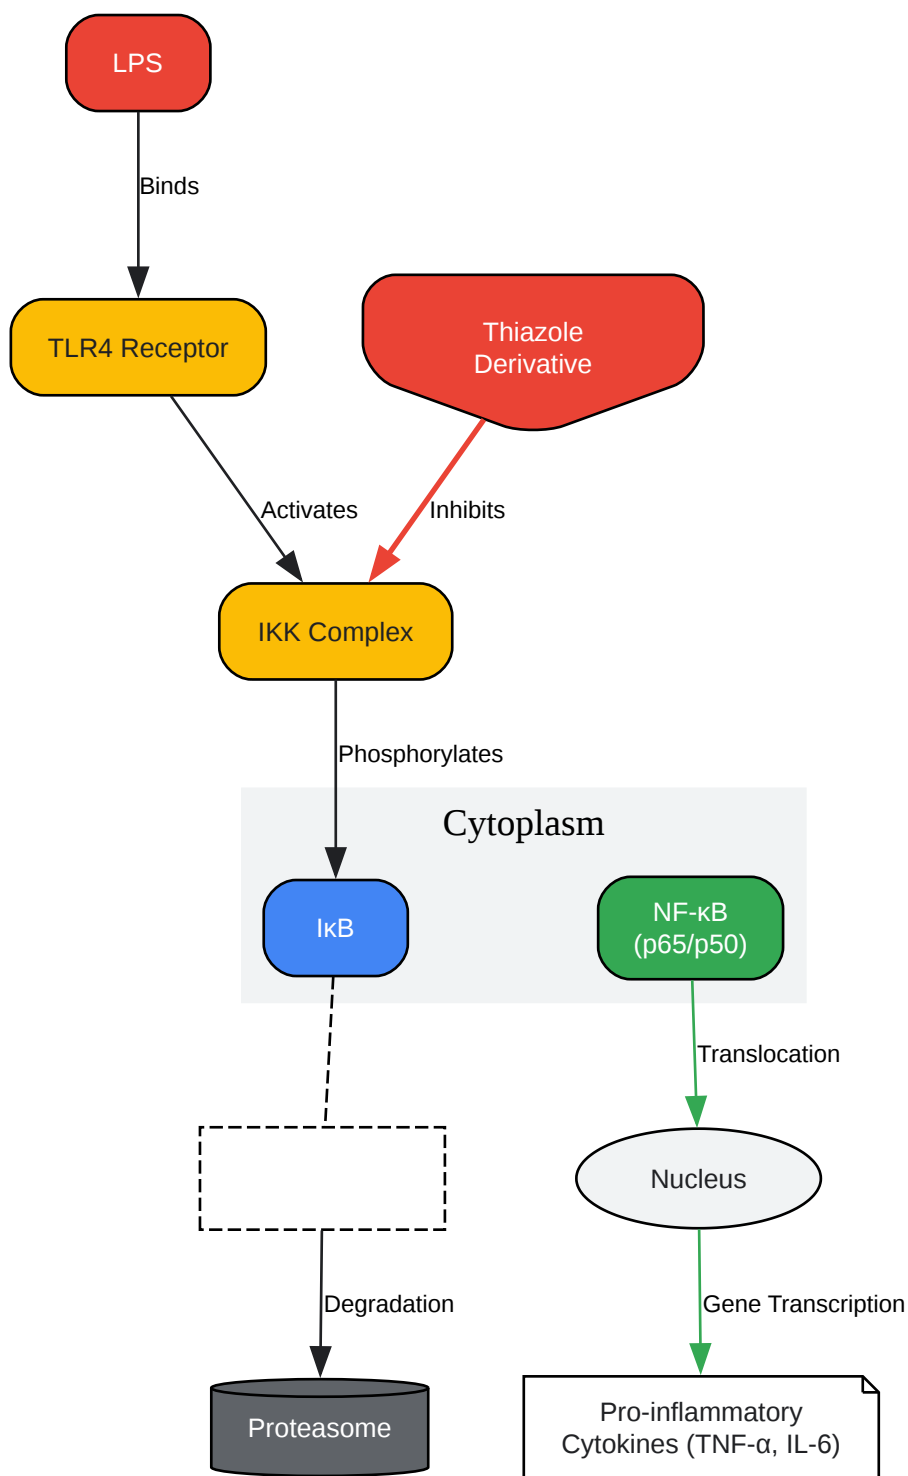 LPS
Binds
TLR4 Receptor
Thiazole
Derivative
Activates
Inhibits
IKK Complex
Phosphorylates
Cytoplasm
IκB
NF-κB
(p65/p50)
Translocation
Nucleus
Degradation
Gene Transcription
Proteasome
Pro-inflammatory
Cytokines (TNF-α, IL-6)